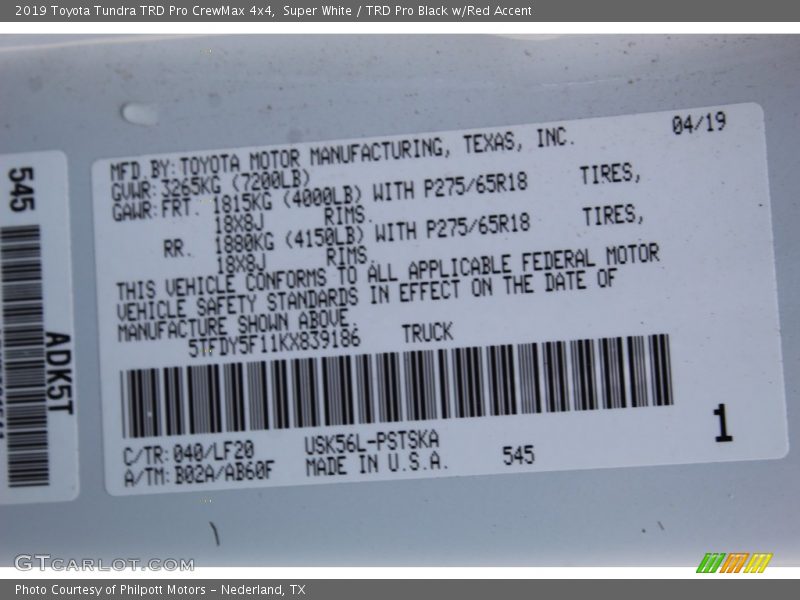 2019 Toyota Tundra TRD Pro CrewMax 4x4,  Super White / TRD Pro Black w/Red Accent
545
ADK5T
04/19
MFD.BY:TOYOTA MOTOR MANUFACTURING, TEXAS, INC.
GVWR:3265KG (7200LB)
GAWR:FRT. 1815KG (4000LB) WITH P275/65R18 TIRES,
18X8J RIMS.
RR. 1880KG (4150LB) WITH P275/65R18 TIRES,
18X8J RIMS.
THIS VEHICLE CONFORMS TO ALL APPLICABLE FEDERAL MOTOR
VEHICLE SAFETY STANDARDS IN EFFECT ON THE DATE OF
MANUFACTURE SHOWN ABOVE.
5TFDY5F11KX839186 TRUCK
C/TR:040/LF20 USK56L-PSTSKA
A/TM:B02A/AB60F MADE IN U.S.A. 545
1
GTCARLOT.COM
Photo Courtesy of Philpott Motors - Nederland, TX